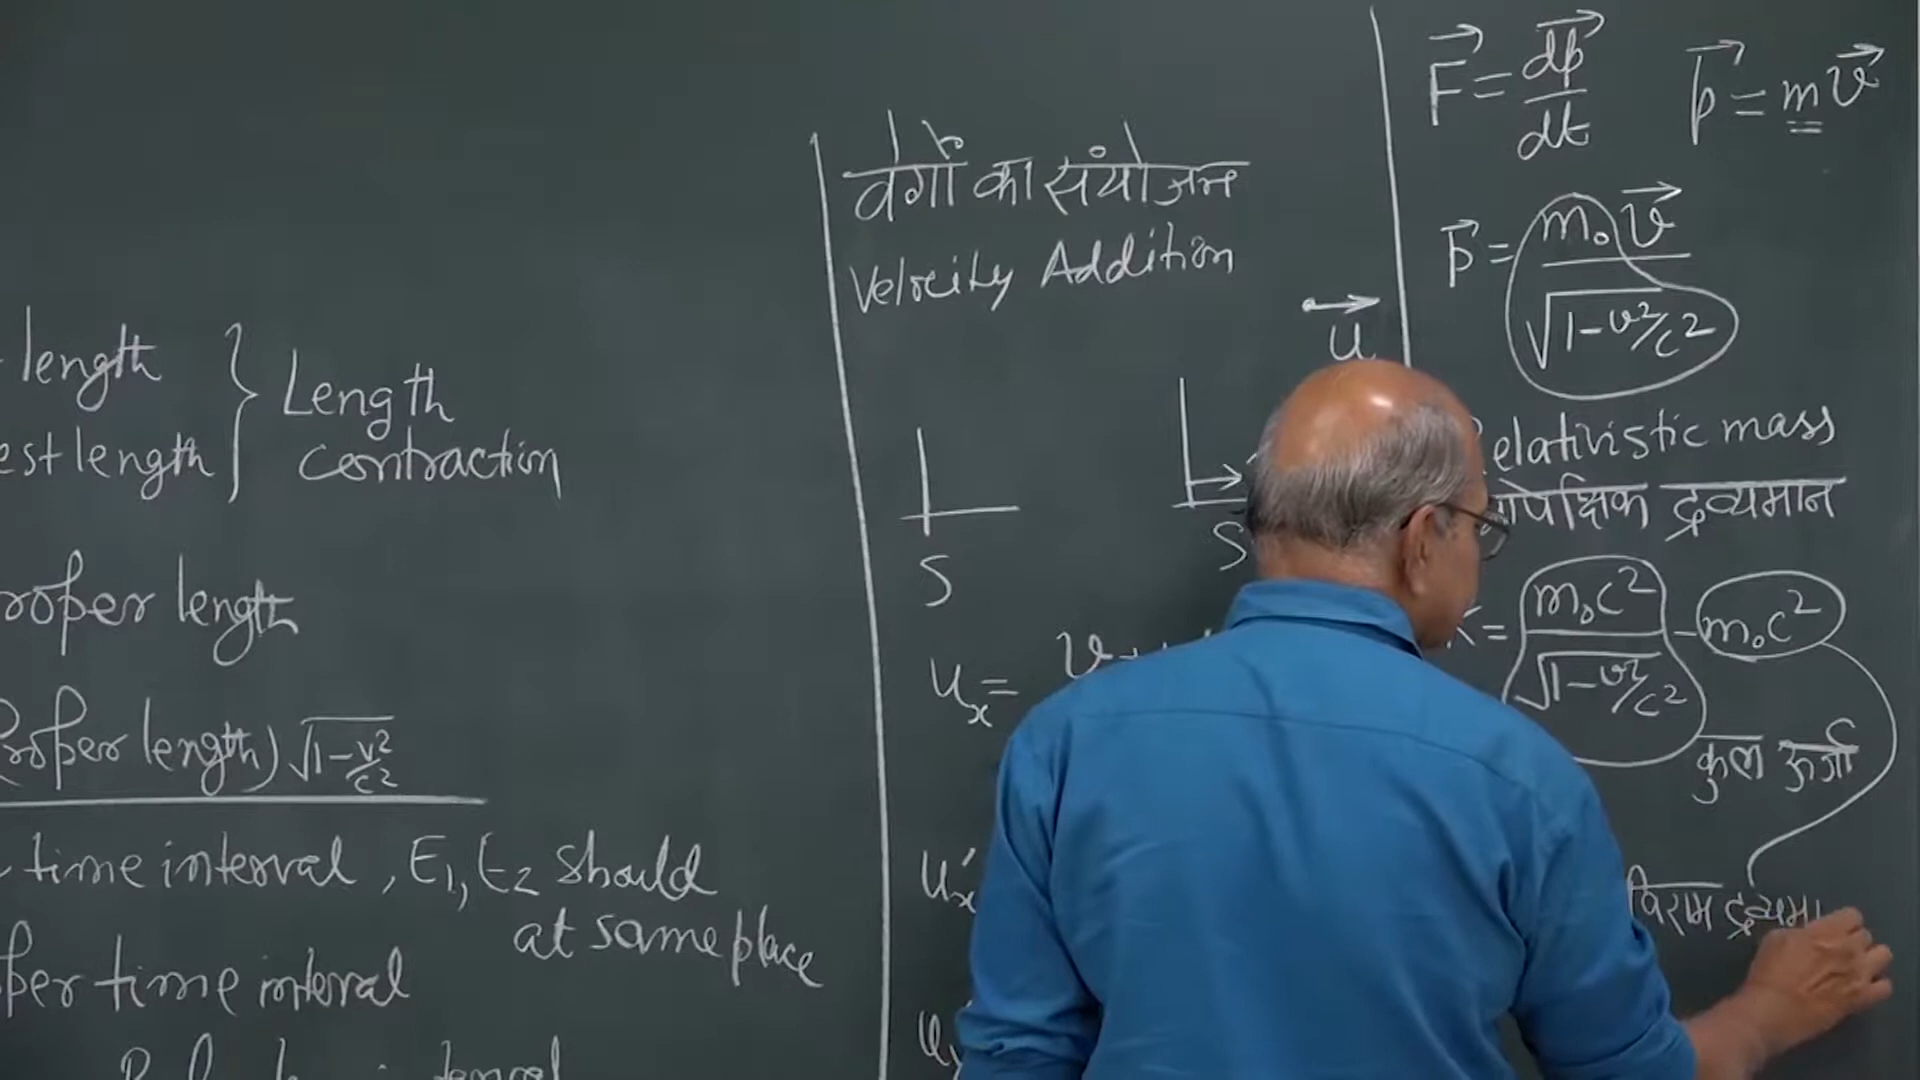 length } Length
est length contraction
roper length
roper length) √1-v²/c²
time interval, E₁, E₂ should
at same place
per time interval
वेगों का संयोजन
Velocity Addition
u
S
S
uₓ = v +
u'ₓ
F⃗ = dp⃗/dt p⃗ = mv⃗
p⃗ = m₀v⃗/√1-v²/c²
Relativistic mass
द्रव्यमान
K = m₀c²/√1-v²/c² - m₀c²
कुल ऊर्जा
विराम द्रव्यमा